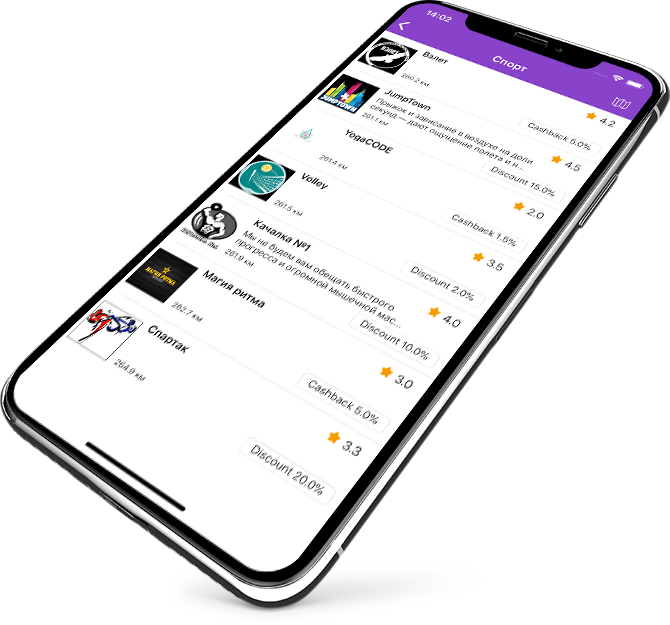 14:02
Спорт
Валет
260.2 км
4.2
Cashback 5.0%
JUMPTOWN
JumpTown
Прыжок и зависание в воздухе на доли
секунд — дают ощущение полета и н...
261.1 км
4.5
Discount 15.0%
YogaCODE
261.4 км
2.0
Cashback 1.5%
Volley
261.5 км
3.5
Discount 2.0%
Качалка №1
Мы не будем вам обещать быстрого
прогресса и огромной мышечной мас...
261.9 км
4.0
Discount 10.0%
МАГИЯ РИТМА
Магия ритма
262.7 км
3.0
Cashback 5.0%
Спартак
264.9 км
3.3
Discount 20.0%